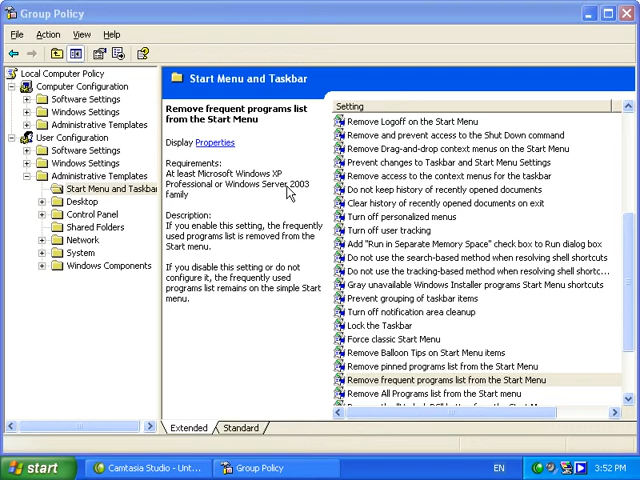 Group Policy
File Action View Help
Local Computer Policy
Computer Configuration
Software Settings
Windows Settings
Administrative Templates
User Configuration
Software Settings
Windows Settings
Administrative Templates
Start Menu and Taskbar
Desktop
Control Panel
Shared Folders
Network
System
Windows Components
Start Menu and Taskbar
Remove frequent programs list
from the Start Menu
Display Properties
Requirements:
At least Microsoft Windows XP
Professional or Windows Server 2003
family
Description:
If you enable this setting, the frequently
used programs list is removed from the
Start menu.
If you disable this setting or do not
configure it, the frequently used
programs list remains on the simple Start
menu.
Setting
Remove Logoff on the Start Menu
Remove and prevent access to the Shut Down command
Remove Drag-and-drop context menus on the Start Menu
Prevent changes to Taskbar and Start Menu Settings
Remove access to the context menus for the taskbar
Do not keep history of recently opened documents
Clear history of recently opened documents on exit
Turn off personalized menus
Turn off user tracking
Add "Run in Separate Memory Space" check box to Run dialog box
Do not use the search-based method when resolving shell shortcuts
Do not use the tracking-based method when resolving shell shortc...
Gray unavailable Windows Installer programs Start Menu shortcuts
Prevent grouping of taskbar items
Turn off notification area cleanup
Lock the Taskbar
Force classic Start Menu
Remove Balloon Tips on Start Menu items
Remove pinned programs list from the Start Menu
Remove frequent programs list from the Start Menu
Remove All Programs list from the Start menu
Extended Standard
start Camtasia Studio - Unt... Group Policy EN 3:52 PM